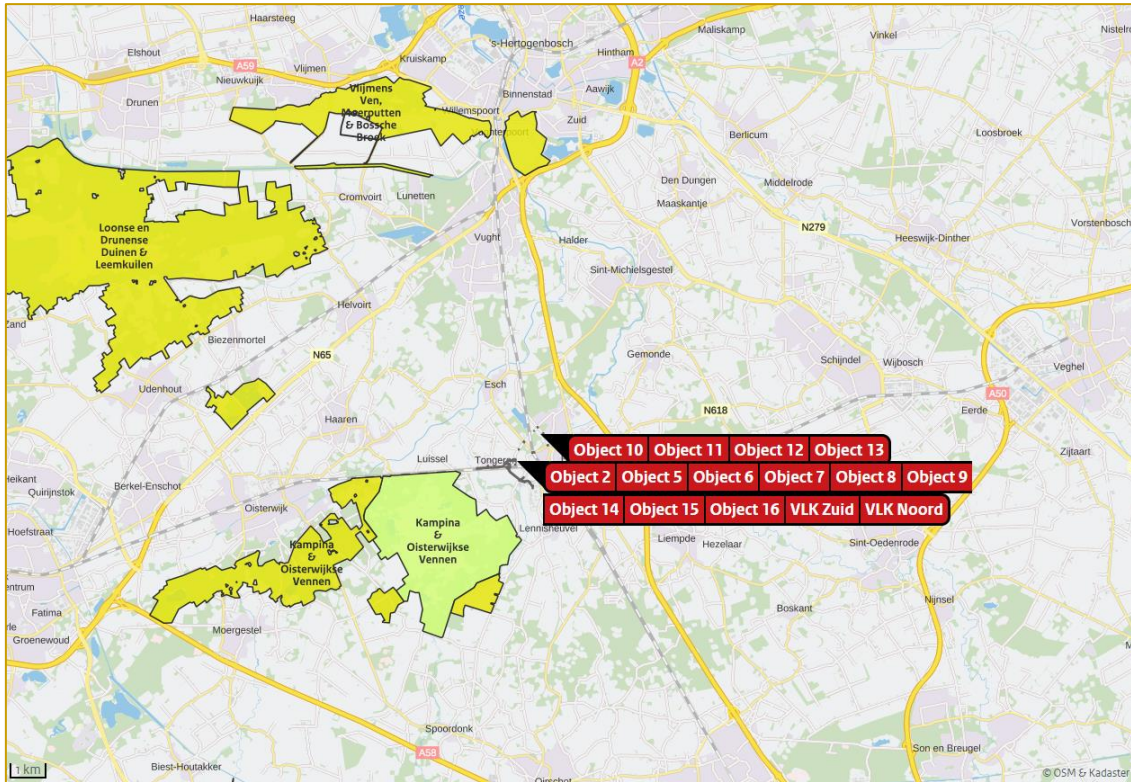 Haarsteeg
's-Hertogenbosch
Maliskamp
Vinkel
Elshout
Kruiskamp
Hintham
A2
A59
Vlijmen
Nieuwkuijk
Binnenstad
Aawijk
Drunen
Vlijmens
Ven,
Moerputten
& Bossche
Broek
Willemspoort
Zuid
Berlicum
Loosbroek
Den Dungen
Middelrode
Cromvoirt
Lunetten
Maaskantje
Vorstenbosch
N279
Loonse en
Drunense
Duinen &
Leemkuilen
Vught
Halder
Heeswijk-Dinther
Sint-Michielsgestel
Helvoirt
Zand
Biezenmortel
N65
Gemonde
Schijndel
Wijbosch
Veghel
Udenhout
Esch
A50
Haaren
N618
Eerde
Object 10 Object 11 Object 12 Object 13
Zijtaart
Luissel
Tongeren
Heikant
Quirijnstok
Berkel-Enschot
Object 2 Object 5 Object 6 Object 7 Object 8 Object 9
Oisterwijk
Object 14 Object 15 Object 16 VLK Zuid VLK Noord
Hoefstraat
Kampina
&
Oisterwijkse
Vennen
Lennisheuvel
Liempde
Hezelaar
Sint-Oedenrode
Kampina
&
Oisterwijkse
Vennen
Centrum
Fatima
Nijnsel
Boskant
Moergestel
Groenewoud
Spoordonk
A58
Son en Breugel
Biest-Houtakker
Oirschot
1 km
© OSM & Kadaster